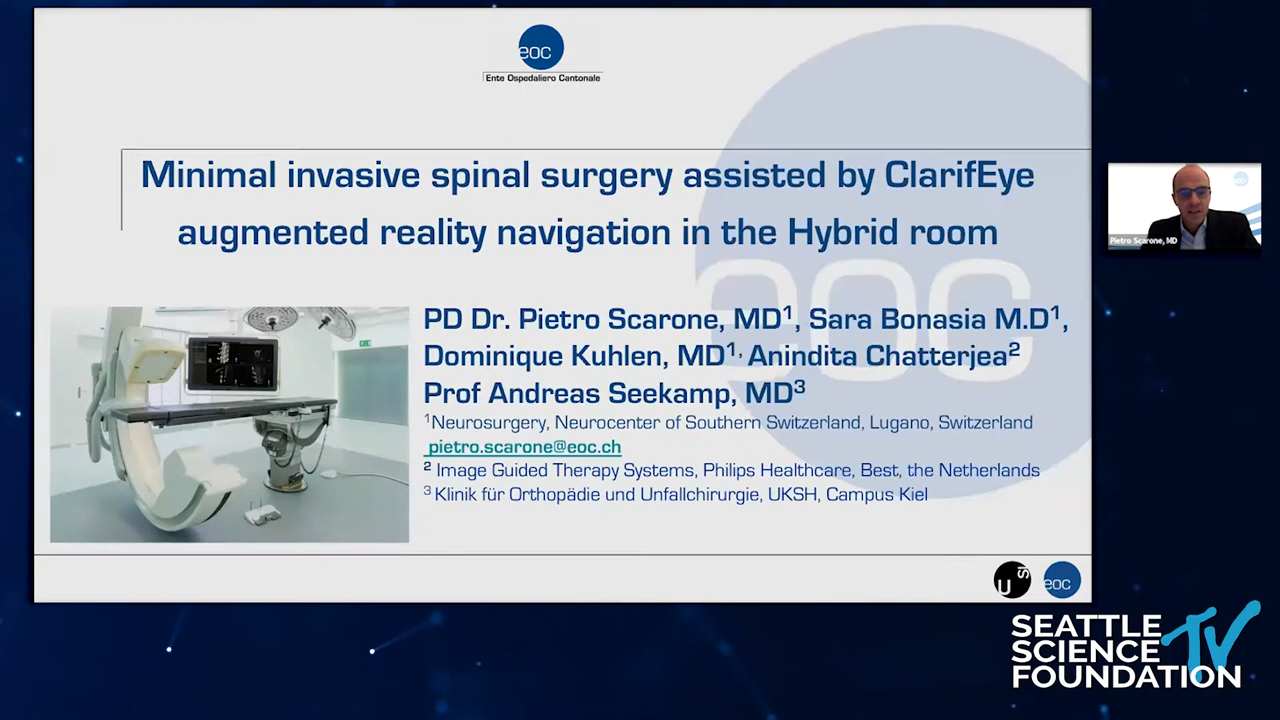 eoc
Ente Ospedaliero Cantonale
Minimal invasive spinal surgery assisted by ClarifEye
augmented reality navigation in the Hybrid room
eoc
PD Dr. Pietro Scarone, MD1, Sara Bonasia M.D1,
Dominique Kuhlen, MD1, Anindita Chatterjea2
Prof Andreas Seekamp, MD3
1Neurosurgery, Neurocenter of Southern Switzerland, Lugano, Switzerland
pietro.scarone@eoc.ch
2 Image Guided Therapy Systems, Philips Healthcare, Best, the Netherlands
3 Klinik für Orthopädie und Unfallchirurgie, UKSH, Campus Kiel
U SI
eoc
Pietro Scarone, MD
SEATTLE
SCIENCE TV
FOUNDATION